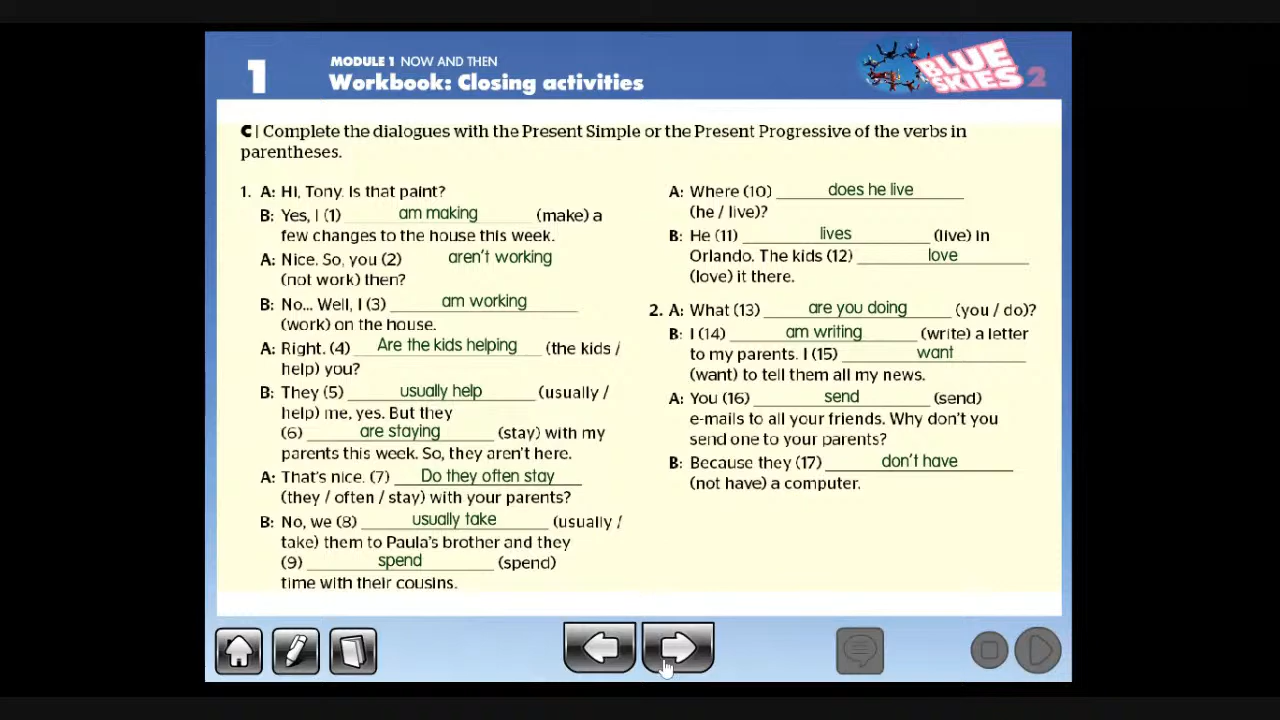 1
MODULE 1 NOW AND THEN
Workbook: Closing activities
BLUE
SKIES 2
C | Complete the dialogues with the Present Simple or the Present Progressive of the verbs in
parentheses.
1. A: Hi, Tony. Is that paint?
B: Yes, I (1) am making (make) a
few changes to the house this week.
A: Nice. So, you (2) aren't working
(not work) then?
B: No... Well, I (3) am working
(work) on the house.
A: Right. (4) Are the kids helping (the kids /
help) you?
B: They (5) usually help (usually /
help) me, yes. But they
(6) are staying (stay) with my
parents this week. So, they aren't here.
A: That's nice. (7) Do they often stay
(they / often / stay) with your parents?
B: No, we (8) usually take (usually /
take) them to Paula's brother and they
(9) spend (spend)
time with their cousins.
A: Where (10) does he live
(he / live)?
B: He (11) lives (live) in
Orlando. The kids (12) love
(love) it there.
2. A: What (13) are you doing (you / do)?
B: I (14) am writing (write) a letter
to my parents. I (15) want
(want) to tell them all my news.
A: You (16) send (send)
e-mails to all your friends. Why don't you
send one to your parents?
B: Because they (17) don't have
(not have) a computer.